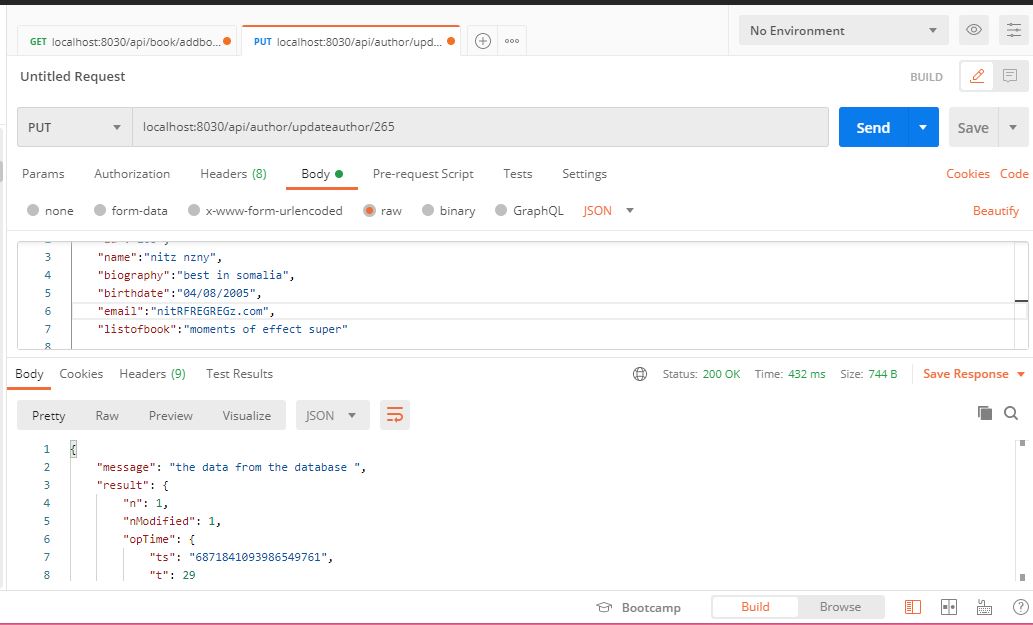 GET localhost:8030/api/book/addbo... PUT localhost:8030/api/author/upd... No Environment
Untitled Request BUILD
PUT localhost:8030/api/author/updateauthor/265 Send Save
Params Authorization Headers (8) Body Pre-request Script Tests Settings Cookies Code
none form-data x-www-form-urlencoded raw binary GraphQL JSON Beautify
3 "name":"nitz nzny",
4 "biography":"best in somalia",
5 "birthdate":"04/08/2005",
6 "email":"nitRFREGREGz.com",
7 "listofbook":"moments of effect super"
8
Body Cookies Headers (9) Test Results Status: 200 OK Time: 432 ms Size: 744 B Save Response
Pretty Raw Preview Visualize JSON
1 {
2 "message": "the data from the database ",
3 "result": {
4 "n": 1,
5 "nModified": 1,
6 "opTime": {
7 "ts": "6871841093986549761",
8 "t": 29
Bootcamp Build Browse